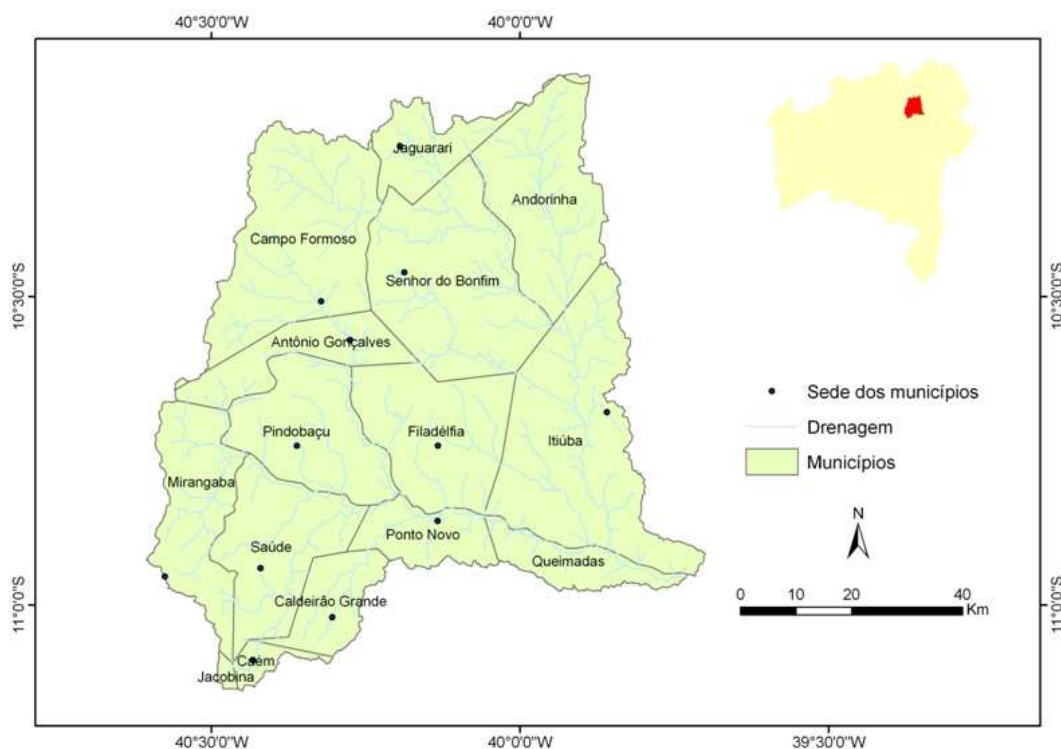 40°30'0"W
40°0'0"W
Jaguarari
Andorinha
Campo Formoso
Senhor do Bonfim
10°30'0"S
10°30'0"S
Antônio Gonçalves
Sede dos municípios
Drenagem
Pindobaçu
Filadélfia
Itiúba
Municípios
Mirangaba
N
Ponto Novo
Saúde
Queimadas
Caldeirão Grande
0 10 20 40
Km
11°0'0"S
11°0'0"S
Caém
Jacobina
40°30'0"W
40°0'0"W
39°30'0"W